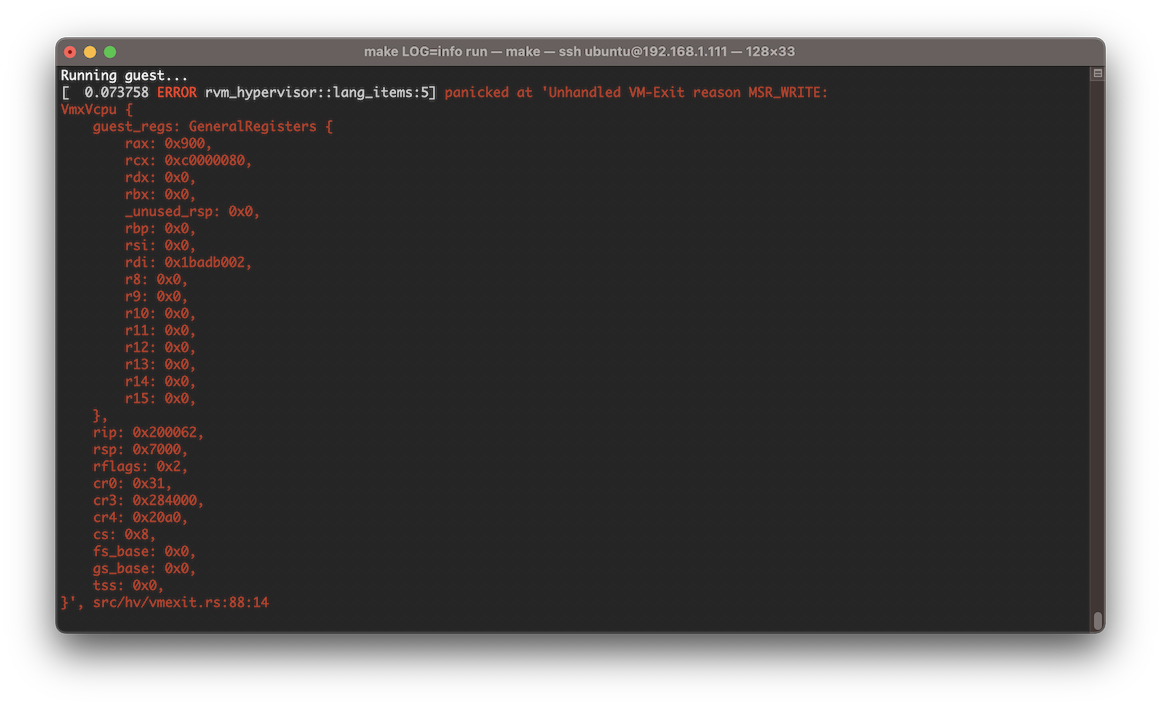 make LOG=info run — make — ssh ubuntu@192.168.1.111 — 128×33
Running guest...
[  0.073758 ERROR rvm_hypervisor::lang_items:5] panicked at 'Unhandled VM-Exit reason MSR_WRITE:
VmxVcpu {
    guest_regs: GeneralRegisters {
        rax: 0x900,
        rcx: 0xc0000080,
        rdx: 0x0,
        rbx: 0x0,
        _unused_rsp: 0x0,
        rbp: 0x0,
        rsi: 0x0,
        rdi: 0x1badb002,
        r8: 0x0,
        r9: 0x0,
        r10: 0x0,
        r11: 0x0,
        r12: 0x0,
        r13: 0x0,
        r14: 0x0,
        r15: 0x0,
    },
    rip: 0x200062,
    rsp: 0x7000,
    rflags: 0x2,
    cr0: 0x31,
    cr3: 0x284000,
    cr4: 0x20a0,
    cs: 0x8,
    fs_base: 0x0,
    gs_base: 0x0,
    tss: 0x0,
}', src/hv/vmexit.rs:88:14